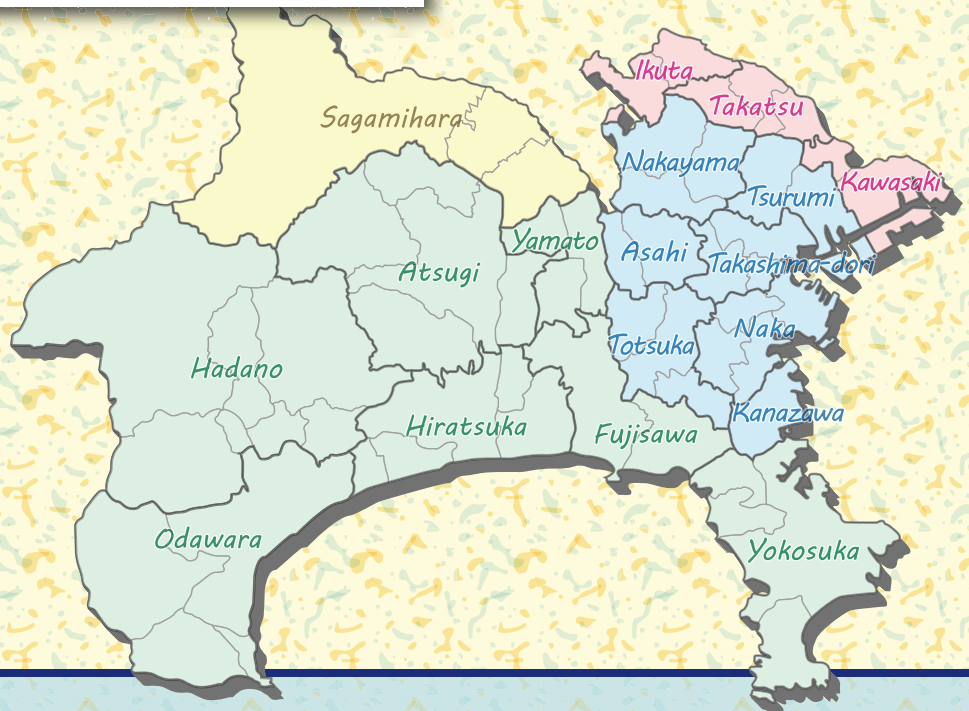 Ikuta
Takatsu
Sagamihara
Nakayama
Kawasaki
Tsurumi
Yamato
Asahi
Takashima-dori
Atsugi
Naka
Totsuka
Hadano
Kanazawa
Hiratsuka
Fujisawa
Odawara
Yokosuka